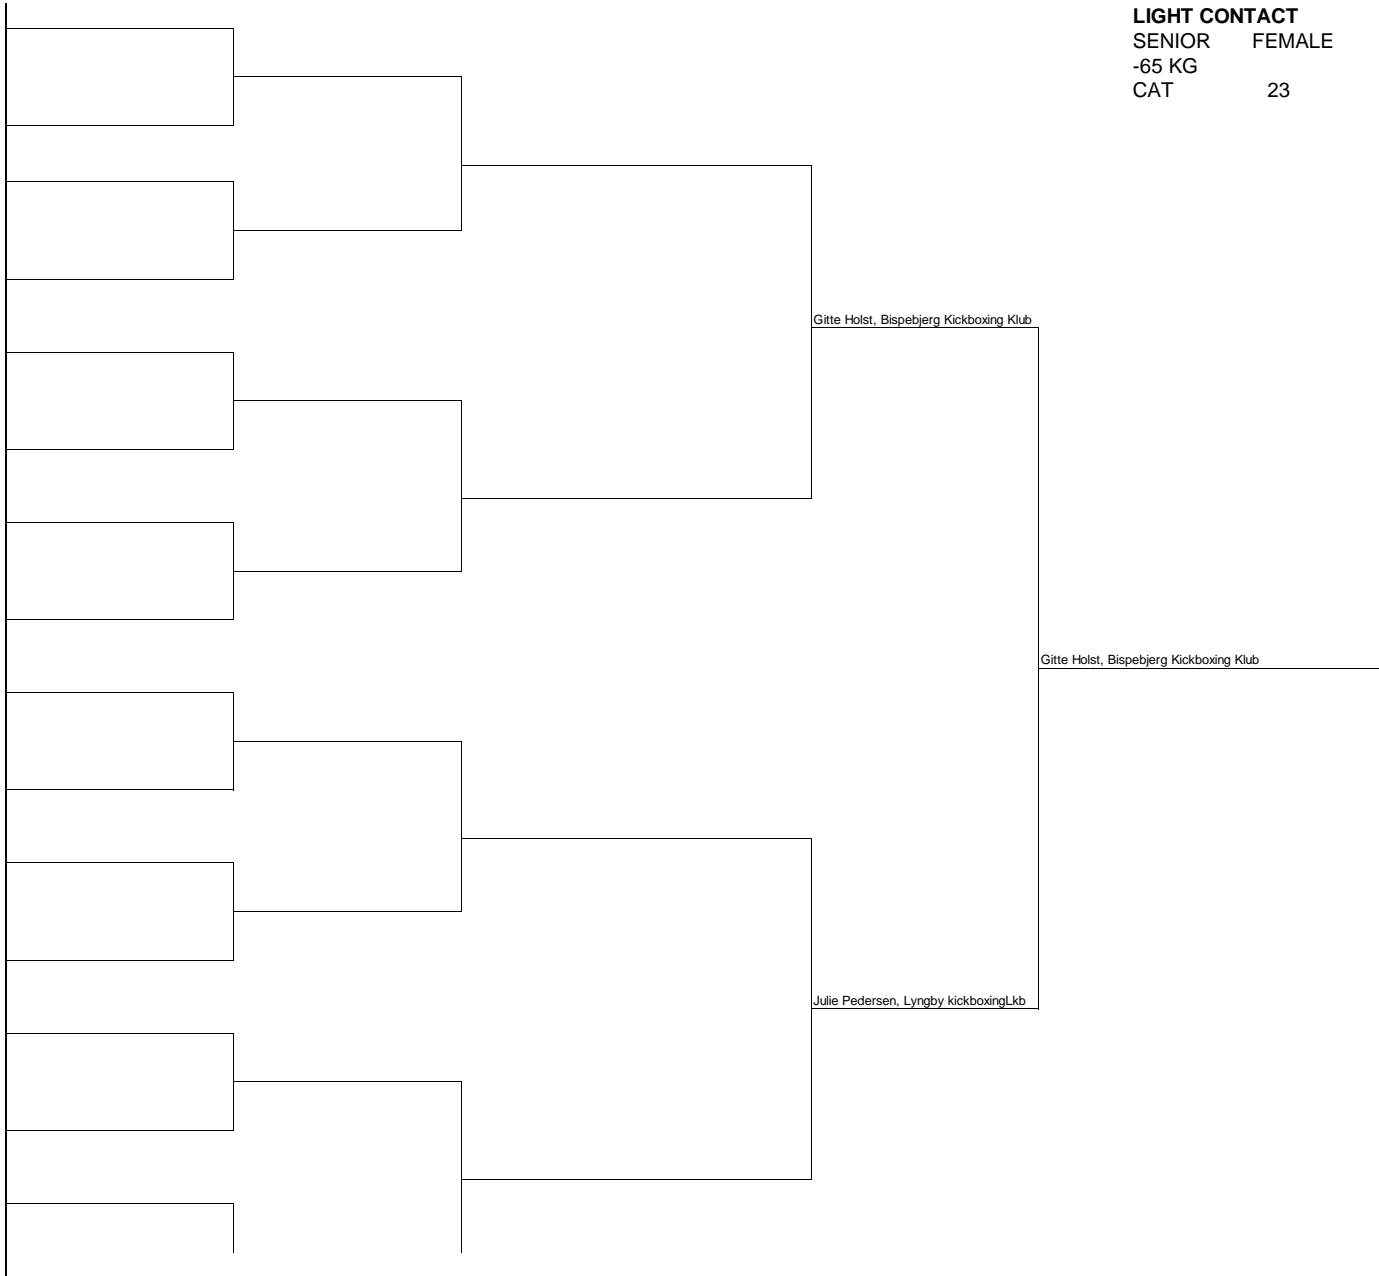 LIGHT CONTACT
SENIOR FEMALE
-65 KG
CAT 23
Gitte Holst, Bispebjerg Kickboxing Klub
Gitte Holst, Bispebjerg Kickboxing Klub
Julie Pedersen, Lyngby kickboxingLkb